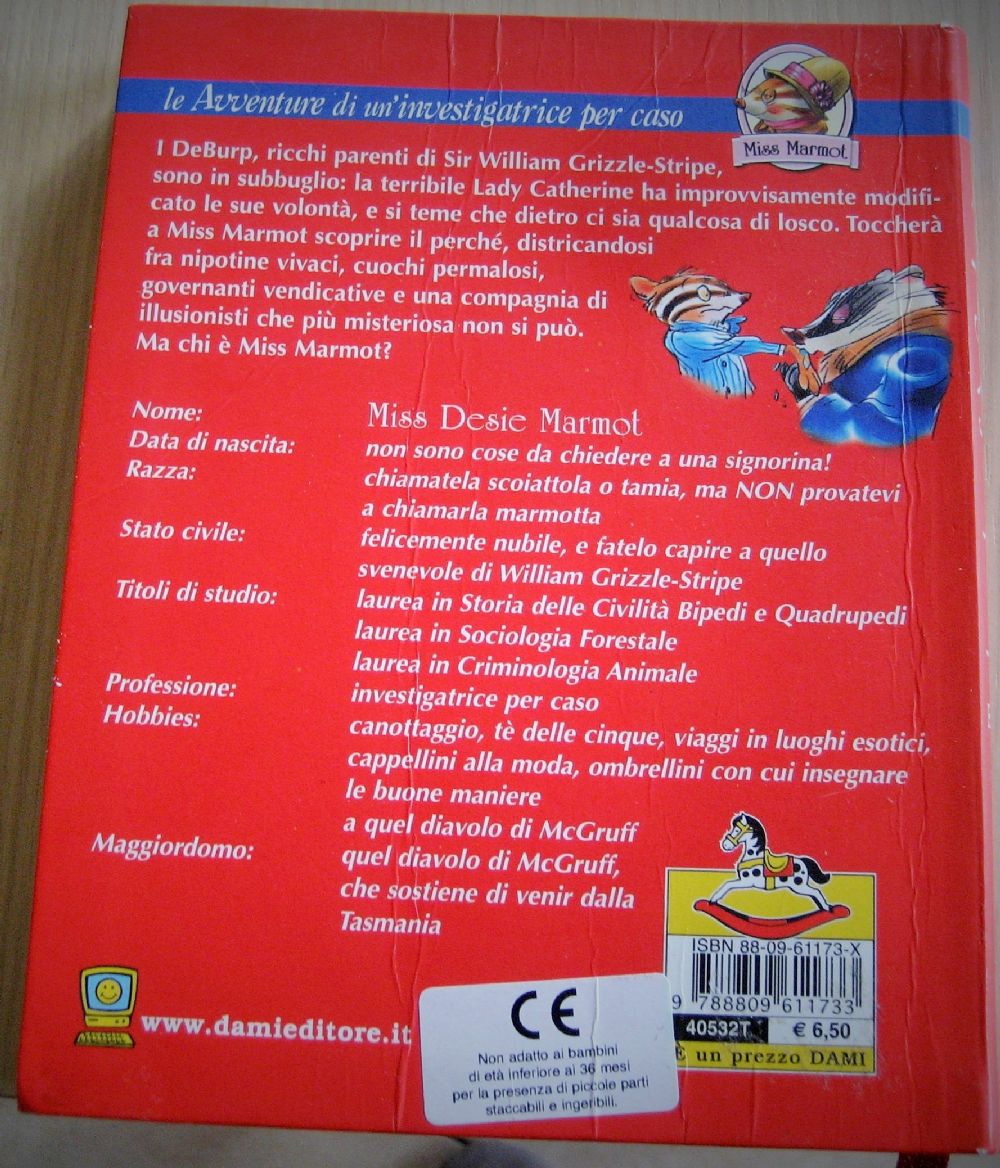 le Avventure di un'investigatrice per caso
Miss Marmot
I DeBurp, ricchi parenti di Sir William Grizzle-Stripe,
sono in subbuglio: la terribile Lady Catherine ha improvvisamente modifi-
cato le sue volontà, e si teme che dietro ci sia qualcosa di losco. Toccherà
a Miss Marmot scoprire il perché, districandosi
fra nipotine vivaci, cuochi permalosi,
governanti vendicative e una compagnia di
illusionisti che più misteriosa non si può.
Ma chi è Miss Marmot?
Nome: Miss Desie Marmot
Data di nascita: non sono cose da chiedere a una signorina!
Razza: chiamatela scoiattola o tamia, ma NON provatevi
a chiamarla marmotta
Stato civile: felicemente nubile, e fatelo capire a quello
svenevole di William Grizzle-Stripe
Titoli di studio: laurea in Storia delle Civilità Bipedi e Quadrupedi
laurea in Sociologia Forestale
laurea in Criminologia Animale
Professione: investigatrice per caso
Hobbies: canottaggio, tè delle cinque, viaggi in luoghi esotici,
cappellini alla moda, ombrellini con cui insegnare
le buone maniere
a quel diavolo di McGruff
Maggiordomo: quel diavolo di McGruff,
che sostiene di venir dalla
Tasmania
ISBN 88-09-61173-X
9 788809 611733
40532T € 6,50
È un prezzo DAMI
www.damieditore.it
CE
Non adatto ai bambini
di età inferiore ai 36 mesi
per la presenza di piccole parti
staccabili e ingeribili.